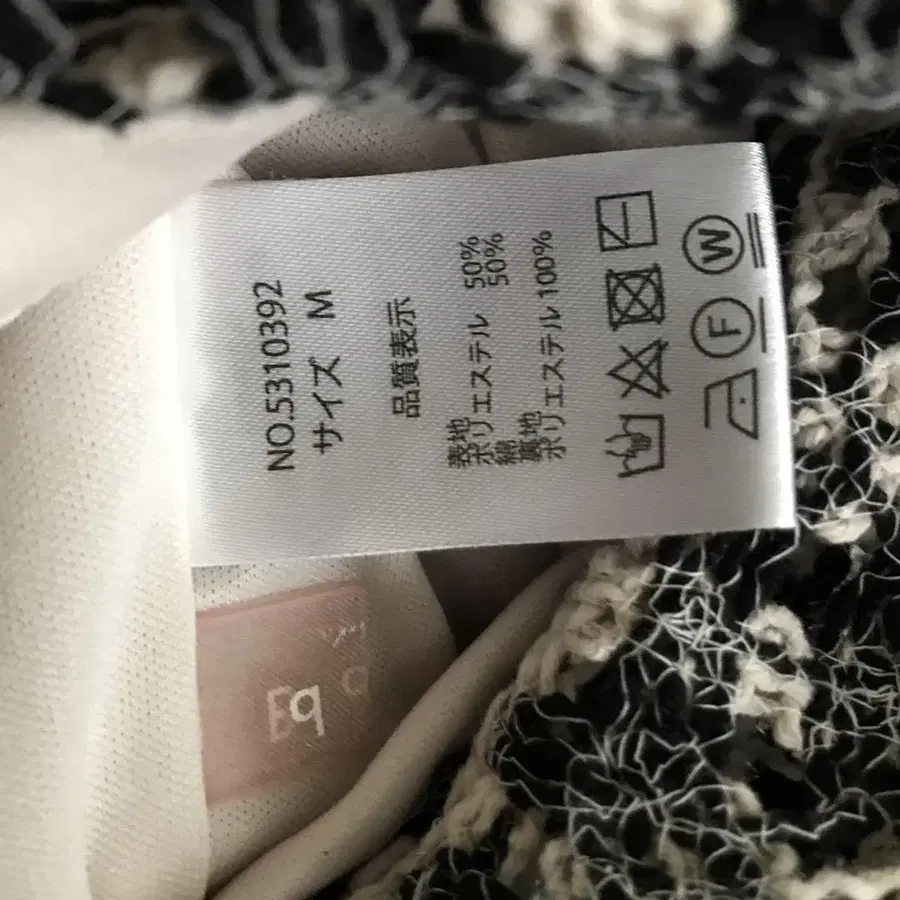 NO.5310392
サイズ M
品質表示
表地
ポリエステル 50%
綿 50%
裏地
ポリエステル 100%
W
F